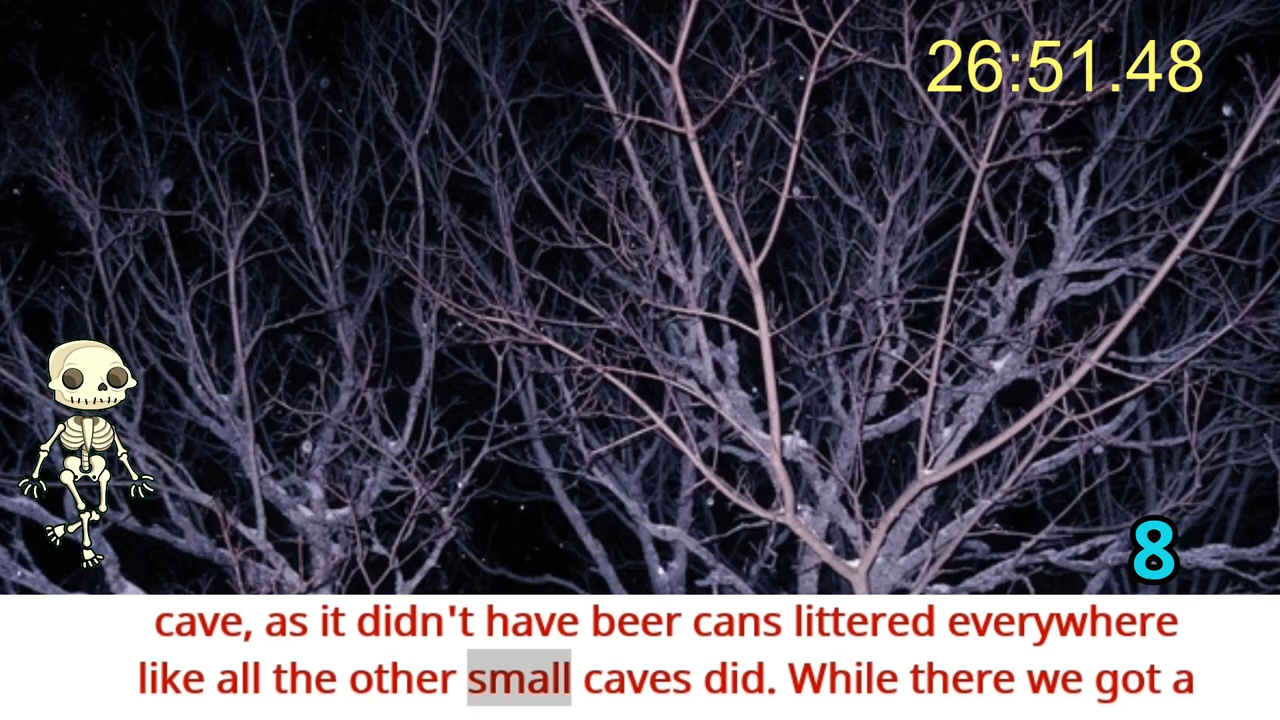 26:51.48
8
cave, as it didn't have beer cans littered everywhere
like all the other small caves did. While there we got a